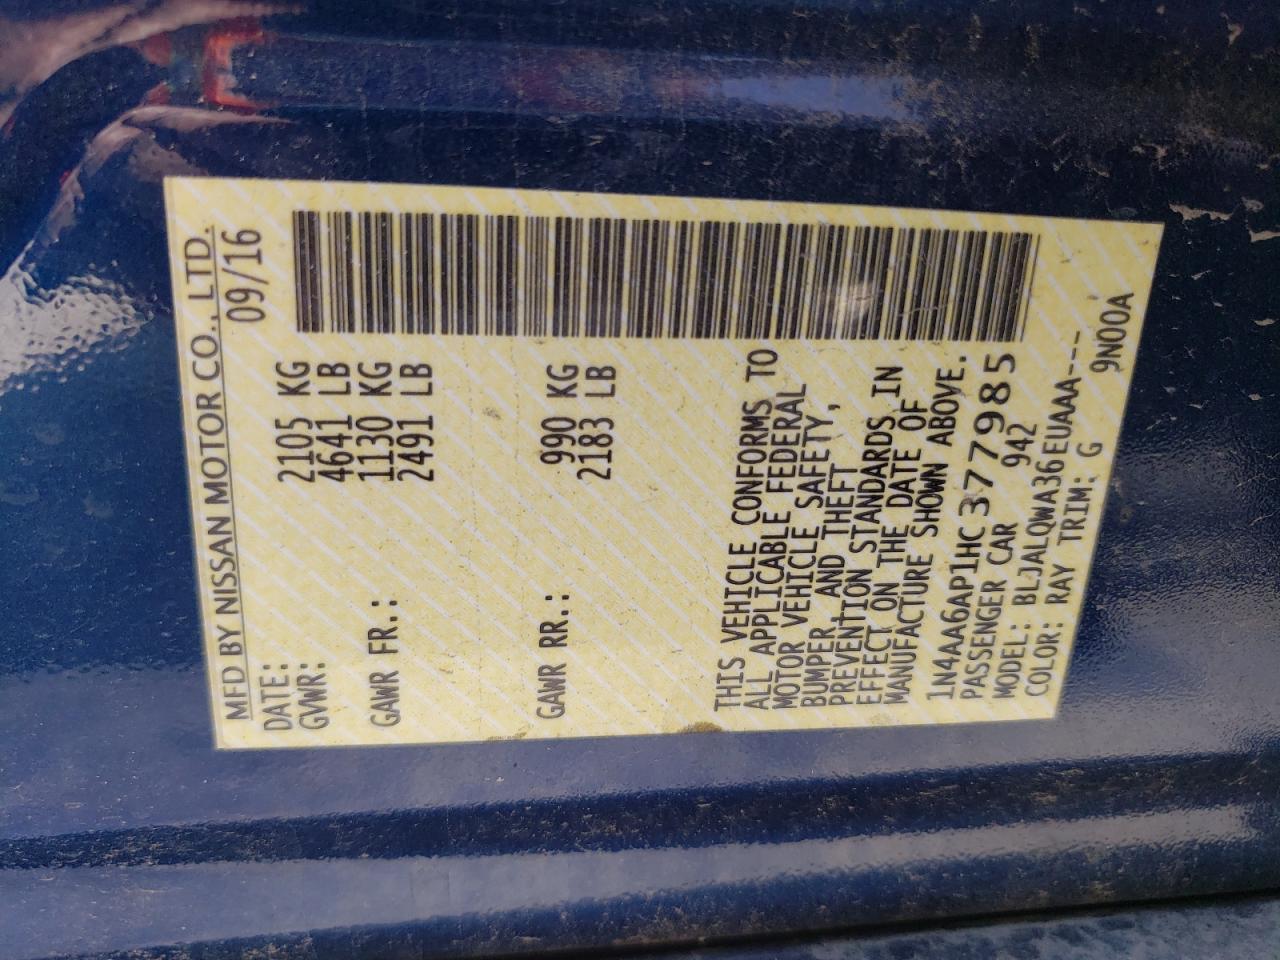 MFD BY NISSAN MOTOR CO., LTD.
DATE: 09/16
GVWR: 2105 KG
4641 LB
GAWR FR.: 1130 KG
2491 LB
GAWR RR.: 990 KG
2183 LB
THIS VEHICLE CONFORMS TO
ALL APPLICABLE FEDERAL
MOTOR VEHICLE SAFETY,
BUMPER, AND THEFT
PREVENTION STANDARDS IN
EFFECT ON THE DATE OF
MANUFACTURE SHOWN ABOVE.
1N4AA6AP1HC377985
PASSENGER CAR 942
MODEL: BLJALQWA36EUAAA---
COLOR: RAY TRIM: G 9N00A